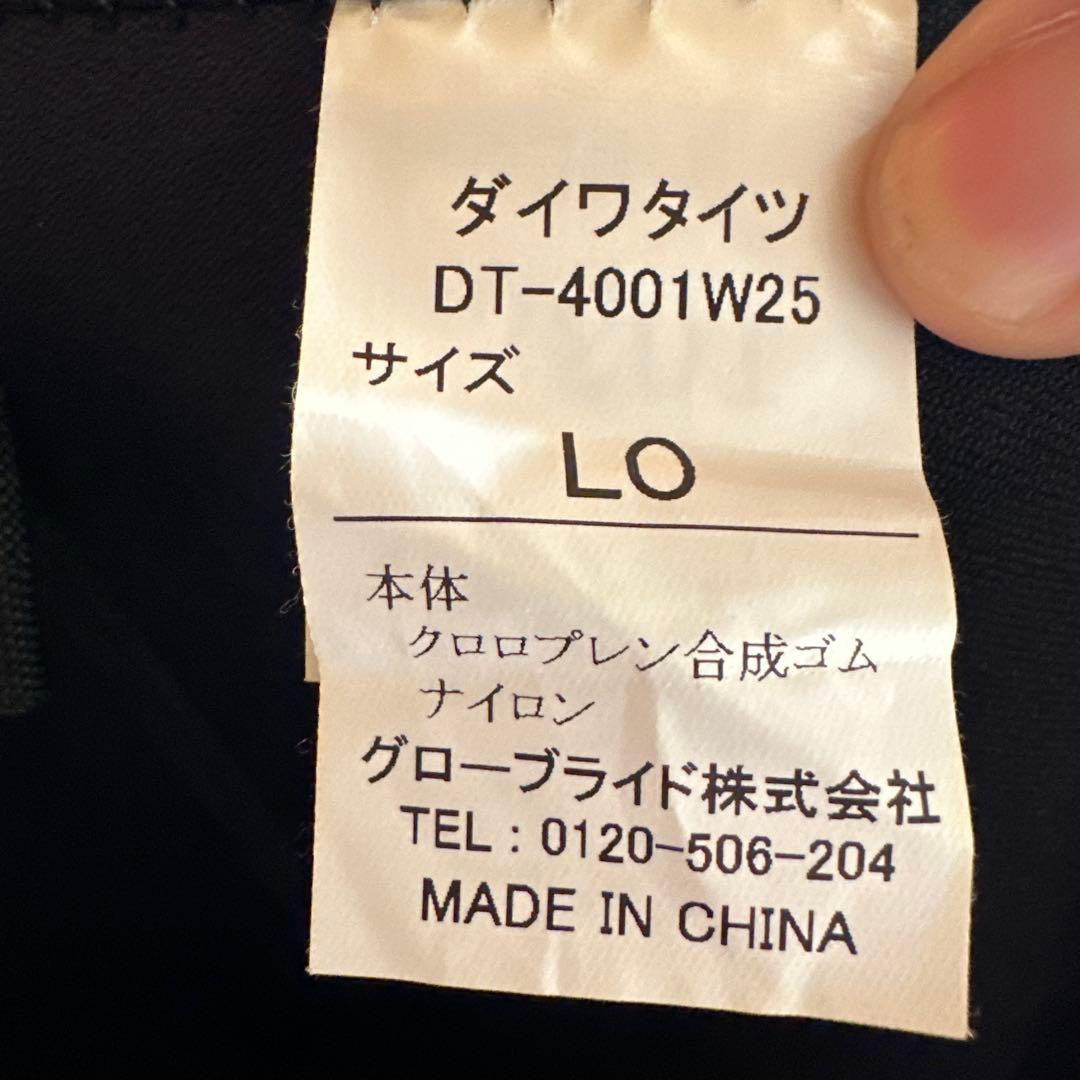 ダイワタイツ
DT-4001W25
サイズ
LO
本体
クロロプレン合成ゴム
ナイロン
グローブライド株式会社
TEL : 0120-506-204
MADE IN CHINA